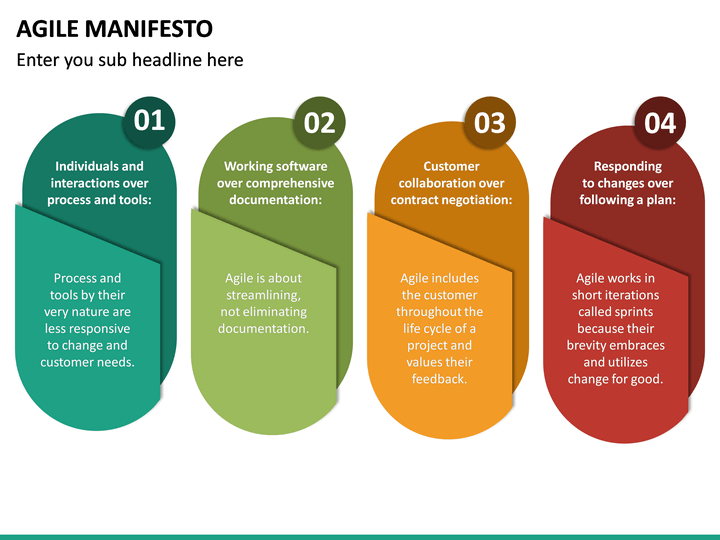 AGILE MANIFESTO
Enter you sub headline here
01
Individuals and
interactions over
process and tools:
Process and
tools by their
very nature are
less responsive
to change and
customer needs.
02
Working software
over comprehensive
documentation:
Agile is about
streamlining,
not eliminating
documentation.
03
Customer
collaboration over
contract negotiation:
Agile includes
the customer
throughout the
life cycle of a
project and
values their
feedback.
04
Responding
to changes over
following a plan:
Agile works in
short iterations
called sprints
because their
brevity embraces
and utilizes
change for good.